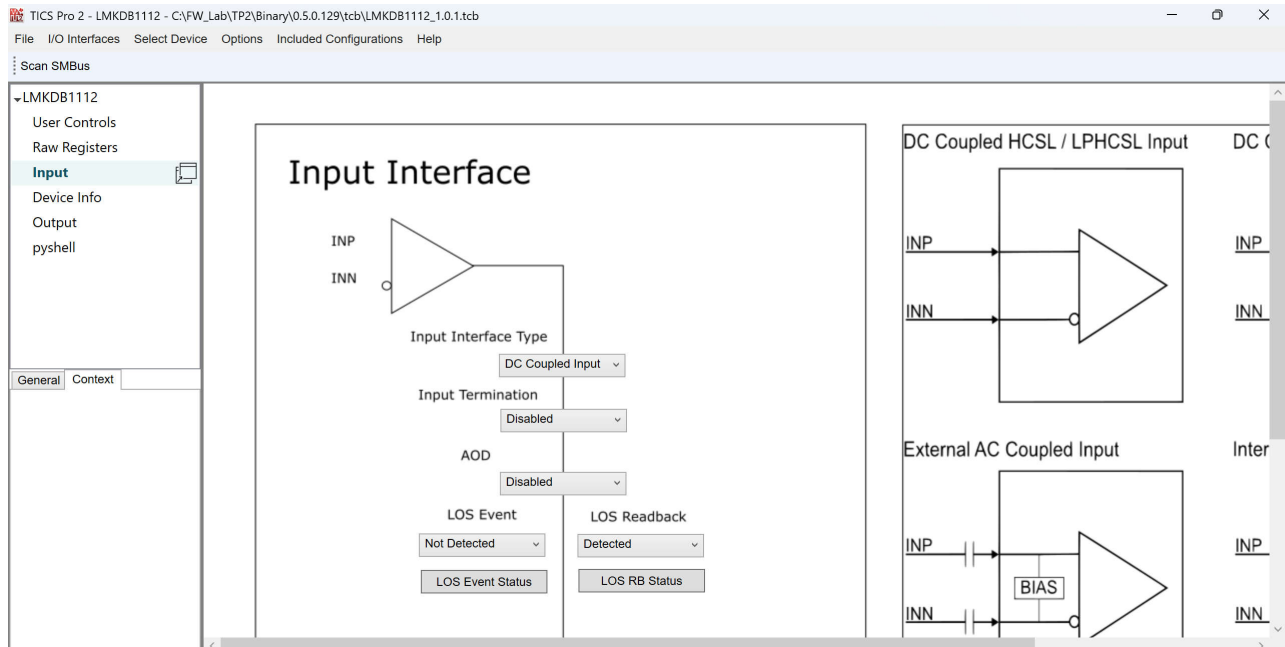 TICS Pro 2 - LMKDB1112 - C:\FW_Lab\TP2\Binary\0.5.0.129\tcb\LMKDB1112_1.0.1.tcb
File I/O Interfaces Select Device Options Included Configurations Help
Scan SMBus
LMKDB1112
User Controls
Raw Registers
Input
Device Info
Output
pyshell
General Context
Input Interface
INP
INN
Input Interface Type
DC Coupled Input
Input Termination
Disabled
AOD
Disabled
LOS Event
LOS Readback
Not Detected
Detected
LOS Event Status
LOS RB Status
DC Coupled HCSL / LPHCSL Input
INP
INN
External AC Coupled Input
INP
BIAS
INN
DC
INP
INN
Inter
INP
INN